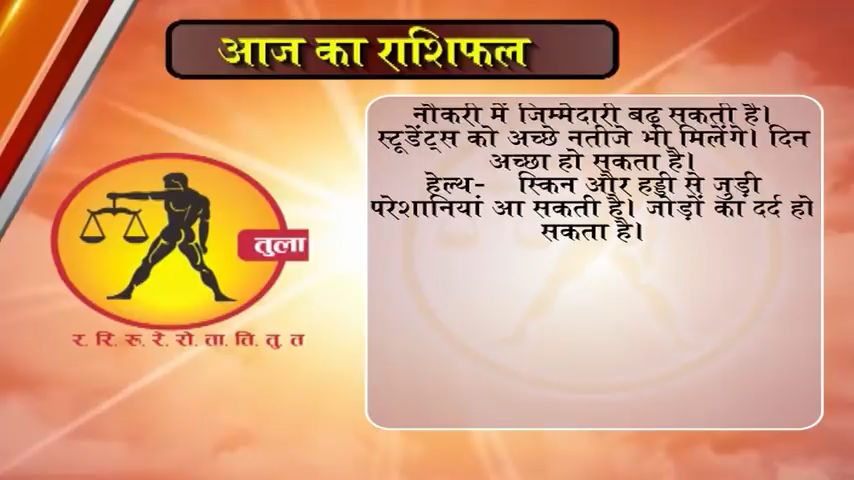 आज का राशिफल
नौकरी में जिम्मेदारी बढ़ सकती है।
स्टूडेंट्स को अच्छे नतीजे भी मिलेंगे। दिन
अच्छा हो सकता है।
हेल्थ- स्किन और हड्डी से जुड़ी
परेशानियां आ सकती है। जोड़ों का दर्द हो
सकता है।
तुला
र. रि. रू. रे. रो. ता. ति. तु. त